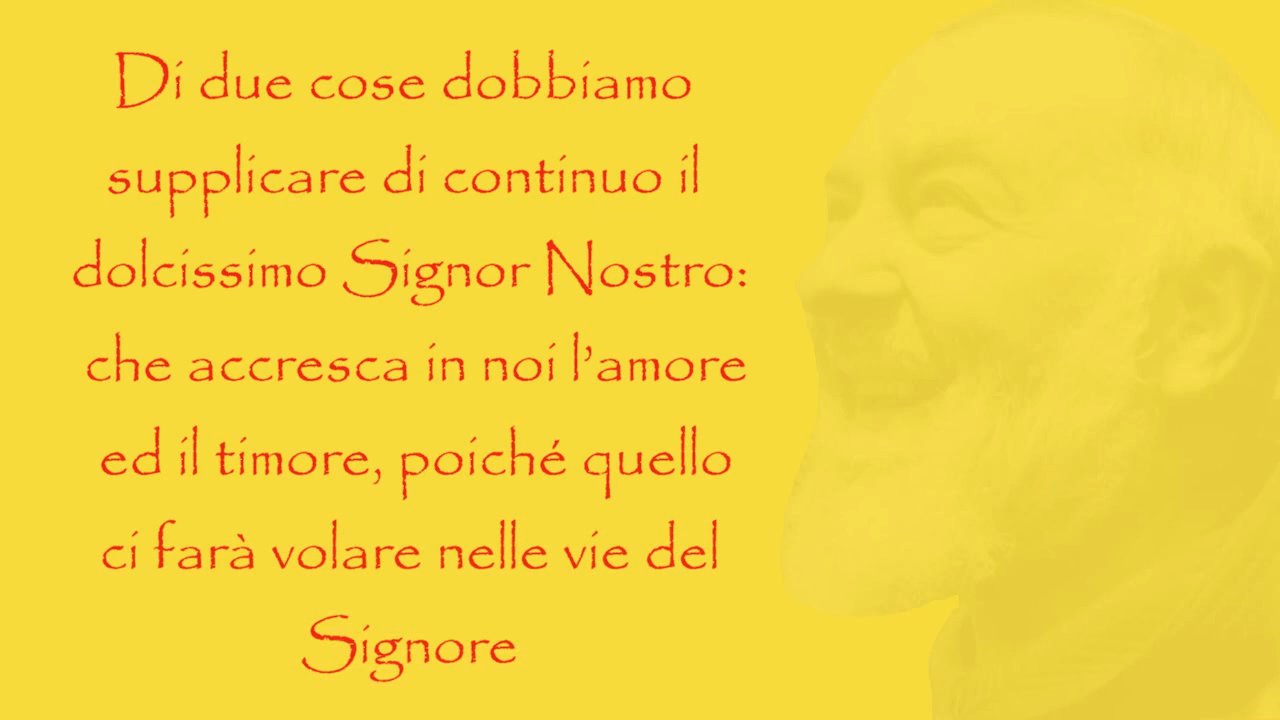 Di due cose dobbiamo
supplicare di continuo il
dolcissimo Signor Nostro:
che accresca in noi l’amore
ed il timore, poiché quello
ci farà volare nelle vie del
Signore